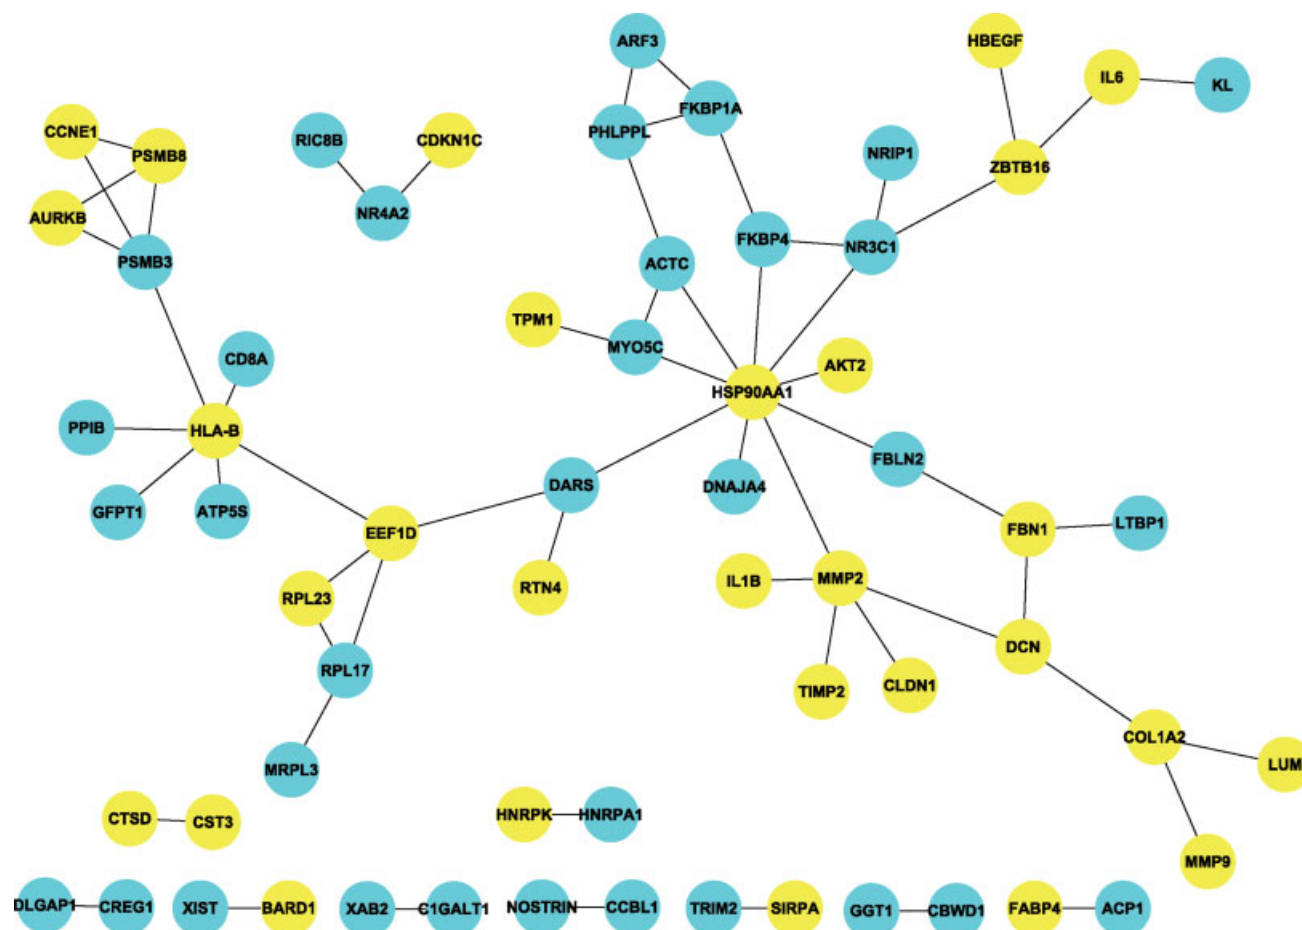 ARF3
HBEGF
IL6
KL
CCNE1
PSMB8
RIC8B
CDKN1C
PHLPPL
FKBP1A
NRIP1
ZBTB16
AURKB
NR4A2
PSMB3
FKBP4
NR3C1
ACTC
TPM1
MYO5C
CD8A
AKT2
HSP90AA1
PPIB
HLA-B
FBLN2
DARS
DNAJA4
GFPT1
ATP5S
EEF1D
FBN1
LTBP1
IL1B
MMP2
RTN4
RPL23
DCN
RPL17
TIMP2
CLDN1
COL1A2
LUM
MRPL3
CTSD
CST3
HNRPK
HNRPA1
MMP9
DLGAP1
CREG1
XIST
BARD1
XAB2
C1GALT1
NOSTRIN
CCBL1
TRIM2
SIRPA
GGT1
CBWD1
FABP4
ACP1